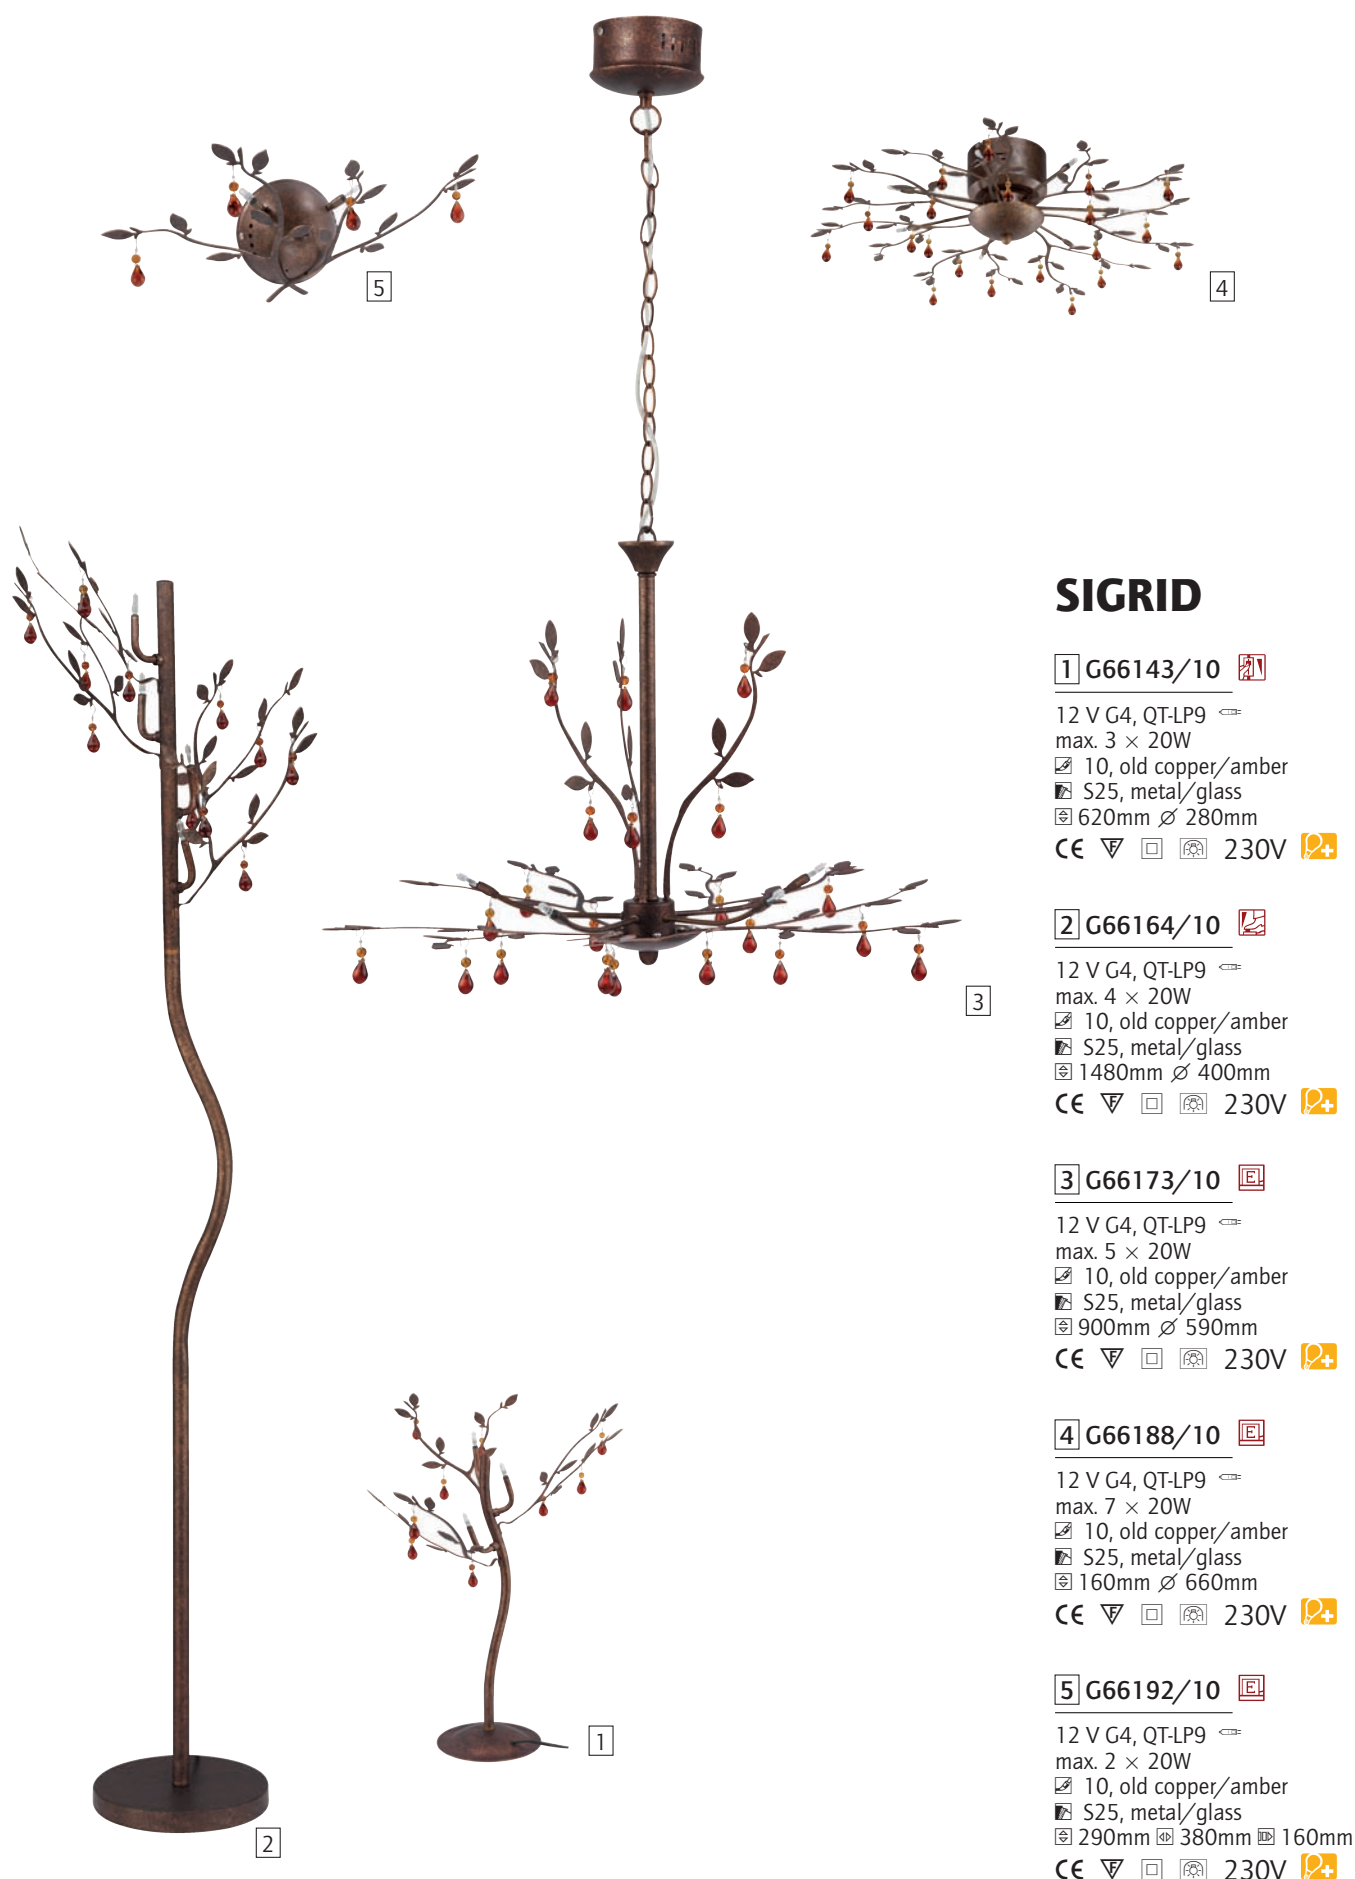 5
4
3
1
2
SIGRID
1 G66143/10
12 V G4, QT-LP9
max. 3 × 20W
10, old copper/amber
S25, metal/glass
620mm ⌀ 280mm
CE F 230V
2 G66164/10
12 V G4, QT-LP9
max. 4 × 20W
10, old copper/amber
S25, metal/glass
1480mm ⌀ 400mm
CE F 230V
3 G66173/10 E
12 V G4, QT-LP9
max. 5 × 20W
10, old copper/amber
S25, metal/glass
900mm ⌀ 590mm
CE F 230V
4 G66188/10 E
12 V G4, QT-LP9
max. 7 × 20W
10, old copper/amber
S25, metal/glass
160mm ⌀ 660mm
CE F 230V
5 G66192/10 E
12 V G4, QT-LP9
max. 2 × 20W
10, old copper/amber
S25, metal/glass
290mm 380mm 160mm
CE F 230V